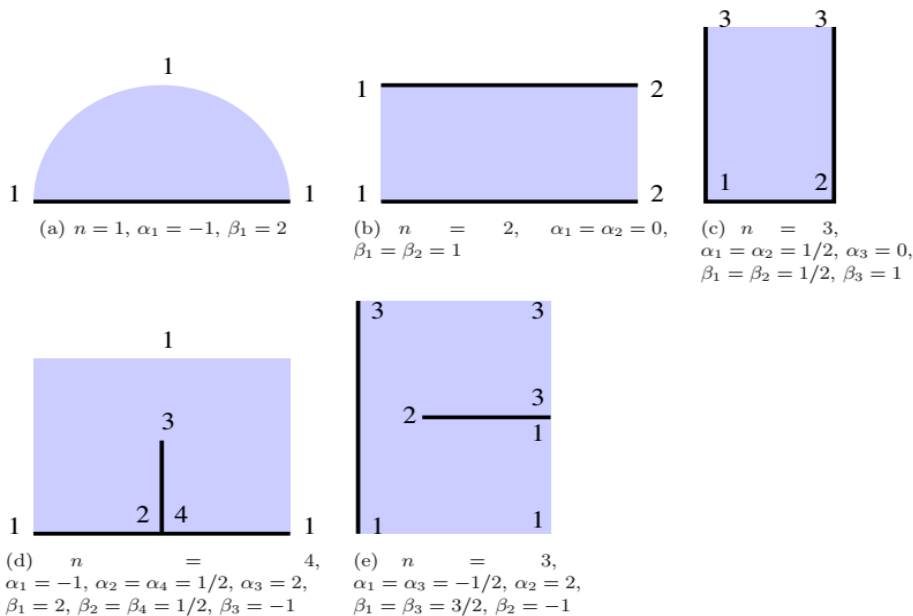 1
1 1
(a) n = 1, α₁ = −1, β₁ = 2
1 2
1 2
(b) n = 2, α₁ = α₂ = 0,
β₁ = β₂ = 1
3 3
1 2
(c) n = 3,
α₁ = α₂ = 1/2, α₃ = 0,
β₁ = β₂ = 1/2, β₃ = 1
1
3
2 4
1 1
(d) n = 4,
α₁ = −1, α₂ = α₄ = 1/2, α₃ = 2,
β₁ = 2, β₂ = β₄ = 1/2, β₃ = −1
3 3
3
2
1
1 1
(e) n = 3,
α₁ = α₃ = −1/2, α₂ = 2,
β₁ = β₃ = 3/2, β₂ = −1